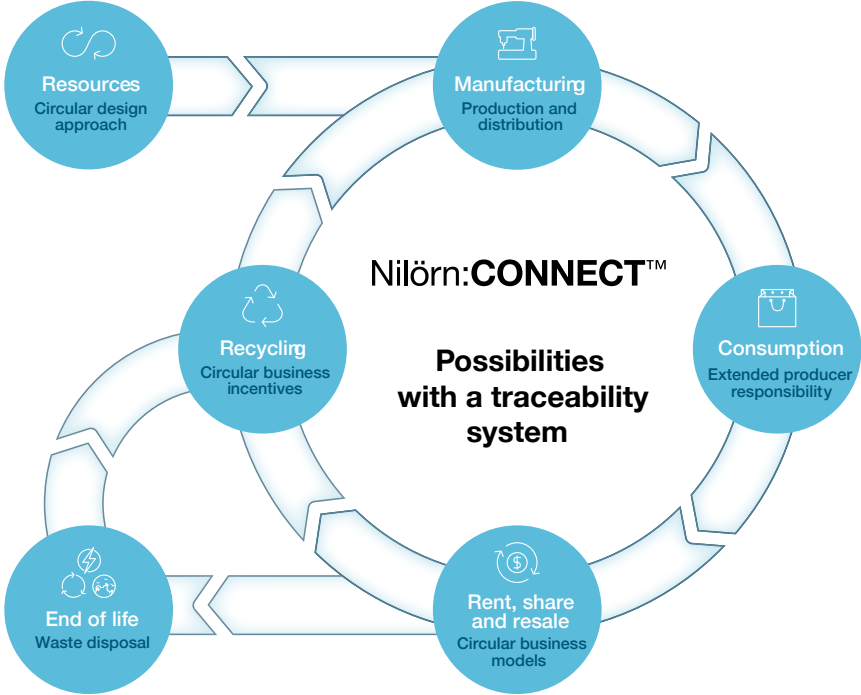 Resources
Circular design
approach
Manufacturing
Production and
distribution
Nilörn:CONNECT™
Possibilities
with a traceability
system
Recycling
Circular business
incentives
Consumption
Extended producer
responsibility
End of life
Waste disposal
$
Rent, share
and resale
Circular business
models